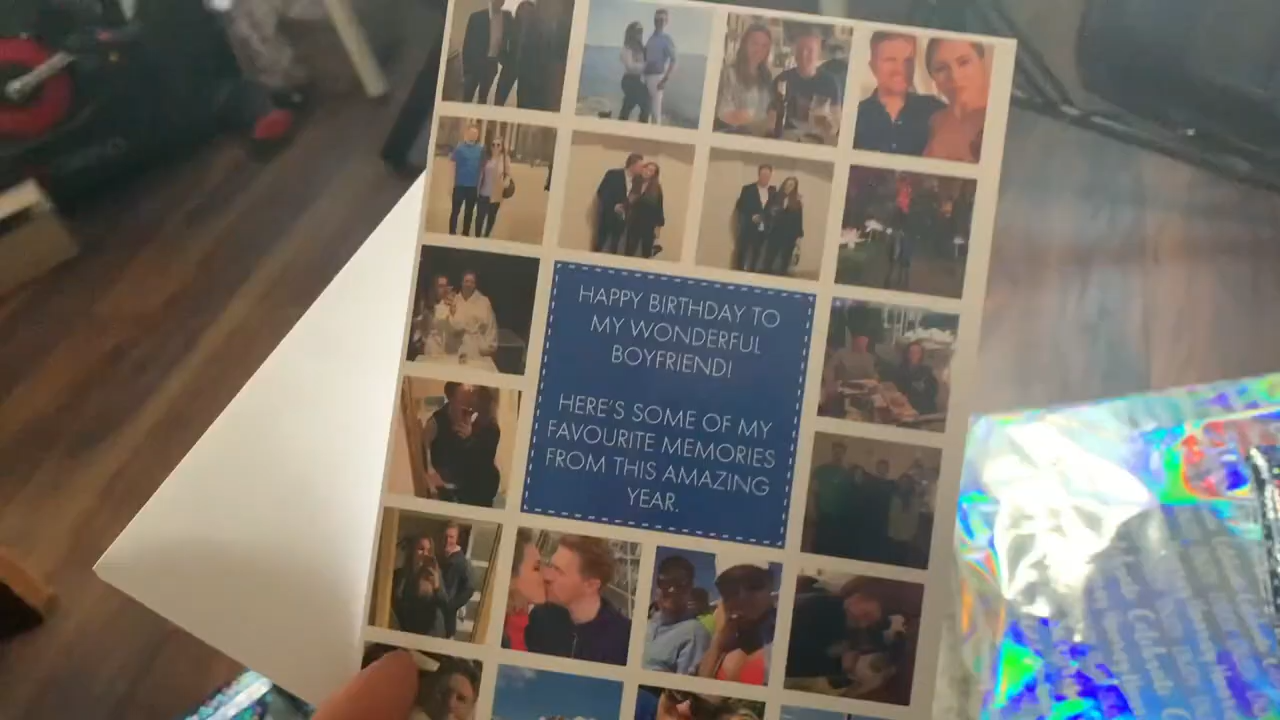 HAPPY BIRTHDAY TO
MY WONDERFUL
BOYFRIEND!
HERE'S SOME OF MY
FAVOURITE MEMORIES
FROM THIS AMAZING
YEAR.